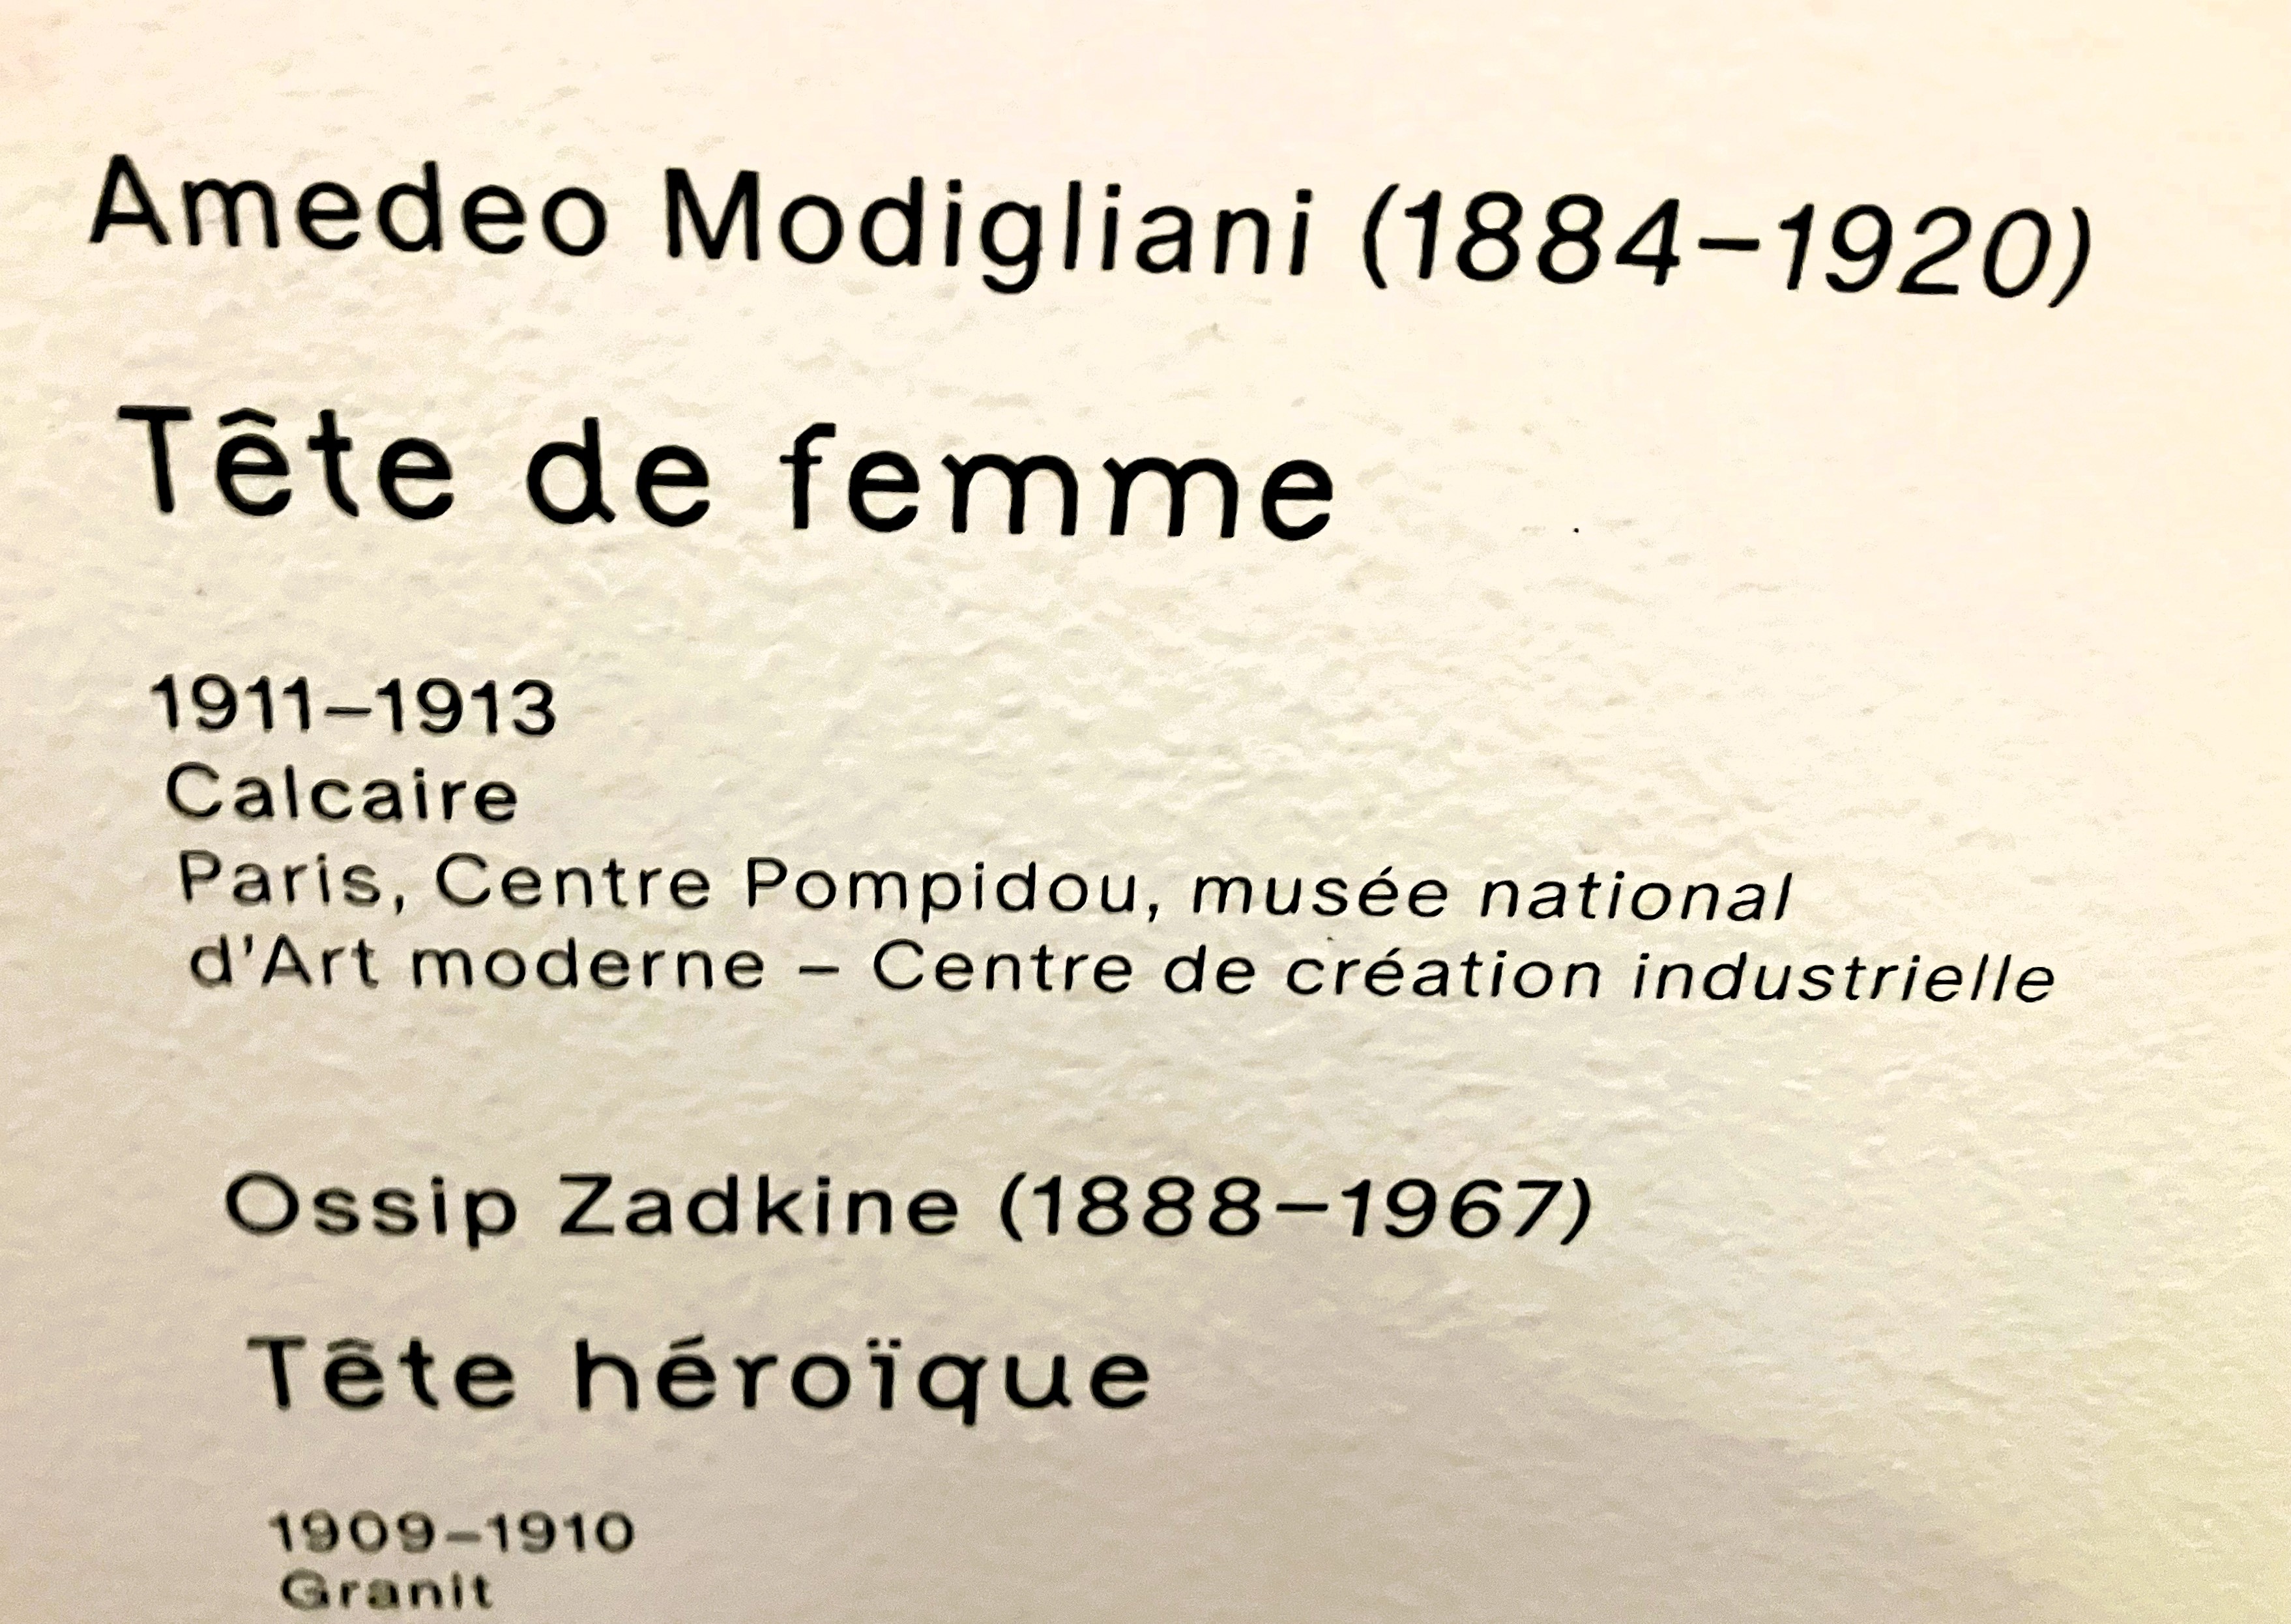 Amedeo Modigliani (1884–1920)
Tête de femme
1911–1913
Calcaire
Paris, Centre Pompidou, musée national
d'Art moderne – Centre de création industrielle
Ossip Zadkine (1888–1967)
Tête héroïque
1909–1910
Granit